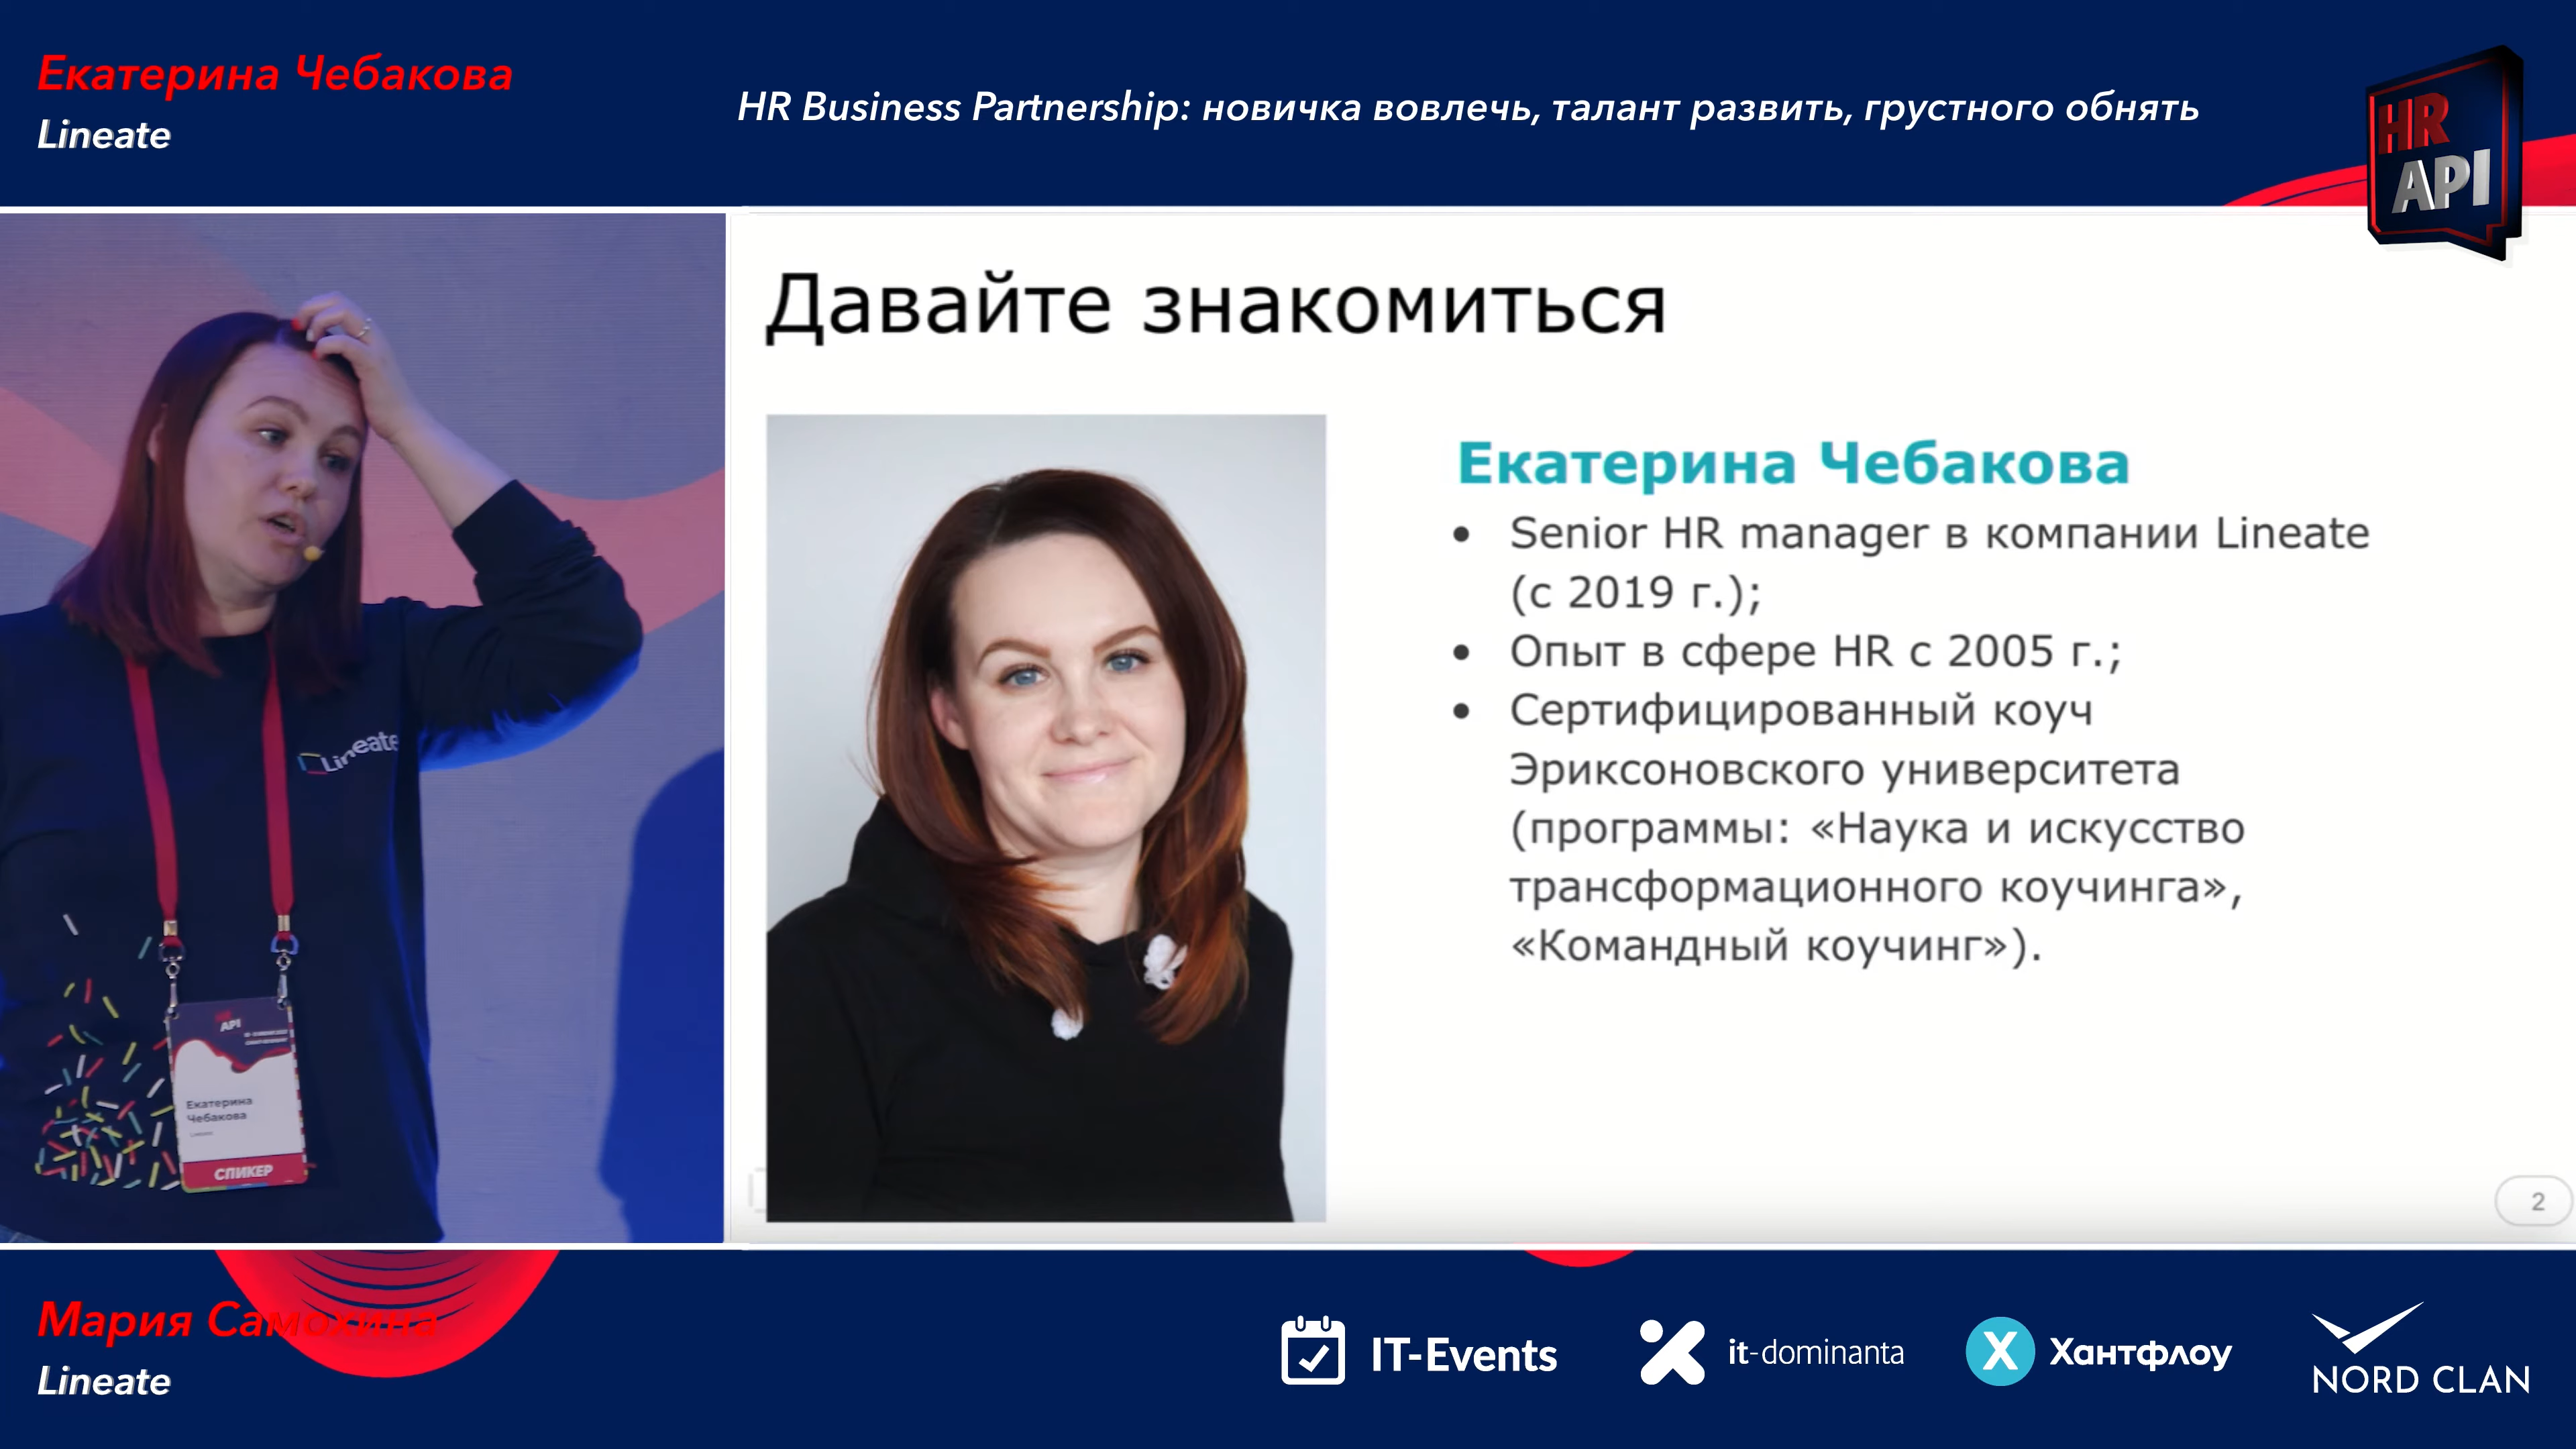 Екатерина Чебакова
Lineate
HR Business Partnership: новичка вовлечь, талант развить, грустного обнять
HR
API
Давайте знакомиться
Екатерина Чебакова
• Senior HR manager в компании Lineate
(с 2019 г.);
• Опыт в сфере HR с 2005 г.;
• Сертифицированный коуч
Эриксоновского университета
(программы: «Наука и искусство
трансформационного коучинга»,
«Командный коучинг»).
2
Lineate
HR
API
Екатерина
Чебакова
СПИКЕР
Мария Самохина
Lineate
IT-Events
it-dominanta
Хантфлоу
NORD CLAN